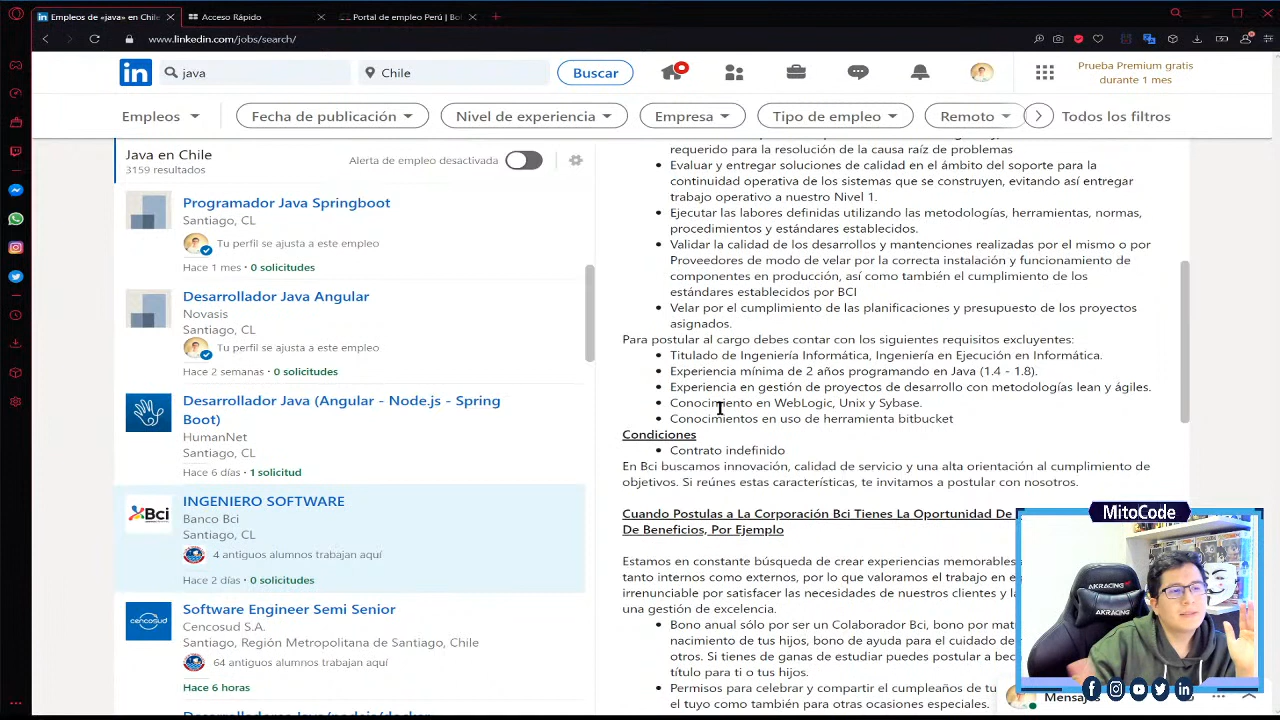 Empleos de «java» en Chile
Acceso Rápido
Portal de empleo Perú | Bol
www.linkedin.com/jobs/search/
in
java
Chile
Buscar
Prueba Premium gratis
durante 1 mes
Empleos
Fecha de publicación
Nivel de experiencia
Empresa
Tipo de empleo
Remoto
Todos los filtros
Java en Chile
3159 resultados
Alerta de empleo desactivada
Programador Java Springboot
Santiago, CL
Tu perfil se ajusta a este empleo
Hace 1 mes · 0 solicitudes
Desarrollador Java Angular
Novasis
Santiago, CL
Tu perfil se ajusta a este empleo
Hace 2 semanas · 0 solicitudes
Desarrollador Java (Angular - Node.js - Spring
Boot)
HumanNet
Santiago, CL
Hace 6 días · 1 solicitud
Bci
INGENIERO SOFTWARE
Banco Bci
Santiago, CL
4 antiguos alumnos trabajan aquí
Hace 2 días · 0 solicitudes
cencosud
Software Engineer Semi Senior
Cencosud S.A.
Santiago, Región Metropolitana de Santiago, Chile
64 antiguos alumnos trabajan aquí
Hace 6 horas
requerido para la resolución de la causa raíz de problemas
Evaluar y entregar soluciones de calidad en el ámbito del soporte para la
continuidad operativa de los sistemas que se construyen, evitando así entregar
trabajo operativo a nuestro Nivel 1.
Ejecutar las labores definidas utilizando las metodologías, herramientas, normas,
procedimientos y estándares establecidos.
Validar la calidad de los desarrollos y mantenciones realizadas por el mismo o por
Proveedores de modo de velar por la correcta instalación y funcionamiento de
componentes en producción, así como también el cumplimiento de los
estándares establecidos por BCI
Velar por el cumplimiento de las planificaciones y presupuesto de los proyectos
asignados.
Para postular al cargo debes contar con los siguientes requisitos excluyentes:
Titulado de Ingeniería Informática, Ingeniería en Ejecución en Informática.
Experiencia mínima de 2 años programando en Java (1.4 - 1.8).
Experiencia en gestión de proyectos de desarrollo con metodologías lean y ágiles.
Conocimiento en WebLogic, Unix y Sybase.
Conocimientos en uso de herramienta bitbucket
Condiciones
Contrato indefinido
En Bci buscamos innovación, calidad de servicio y una alta orientación al cumplimiento de
objetivos. Si reúnes estas características, te invitamos a postular con nosotros.
Cuando Postulas a La Corporación Bci Tienes La Oportunidad De
De Beneficios, Por Ejemplo
Estamos en constante búsqueda de crear experiencias memorables
tanto internos como externos, por lo que valoramos el trabajo en e
irrenunciable por satisfacer las necesidades de nuestros clientes y la
una gestión de excelencia.
Bono anual sólo por ser un Colaborador Bci, bono por mat
nacimiento de tus hijos, bono de ayuda para el cuidado de
otros. Si tienes de ganas de estudiar puedes postular a bec
título para ti o tus hijos.
Permisos para celebrar y compartir el cumpleaños de tu
el tuyo como también para otras ocasiones especiales.
MitoCode
AKRACING
AKRACING